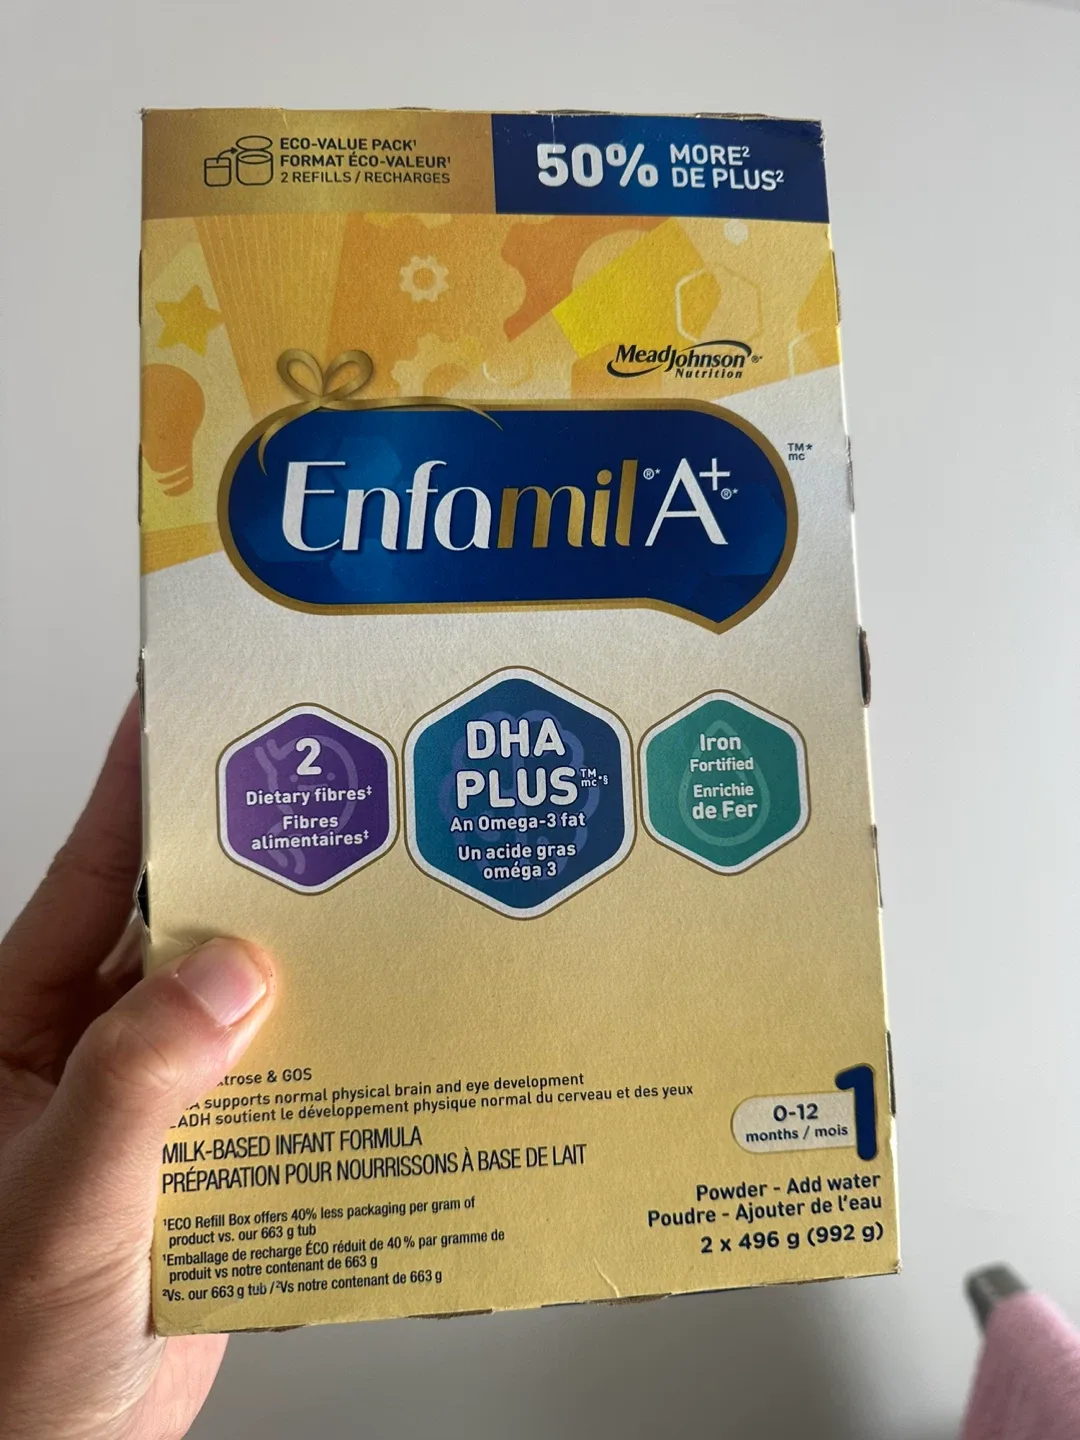 ECO-VALUE PACK¹
FORMAT ÉCO-VALEUR¹
2 REFILLS / RECHARGES
50% MORE²
DE PLUS²
MeadJohnson®*
Nutrition
Enfamil®* A+®*
TM*
mc
2
Dietary fibres‡
Fibres
alimentaires‡
DHA
PLUS TM mc*§
An Omega-3 fat
Un acide gras
oméga 3
Iron
Fortified
Enrichie
de Fer
& GOS
supports normal physical brain and eye development
ADH soutient le développement physique normal du cerveau et des yeux
MILK-BASED INFANT FORMULA
PRÉPARATION POUR NOURRISSONS À BASE DE LAIT
¹ECO Refill Box offers 40% less packaging per gram of
product vs. our 663 g tub
¹Emballage de recharge ÉCO réduit de 40% par gramme de
produit vs notre contenant de 663 g
²Vs. our 663 g tub / ²Vs notre contenant de 663 g
1
0-12
months / mois
Powder - Add water
Poudre - Ajouter de l'eau
2 x 496 g (992 g)